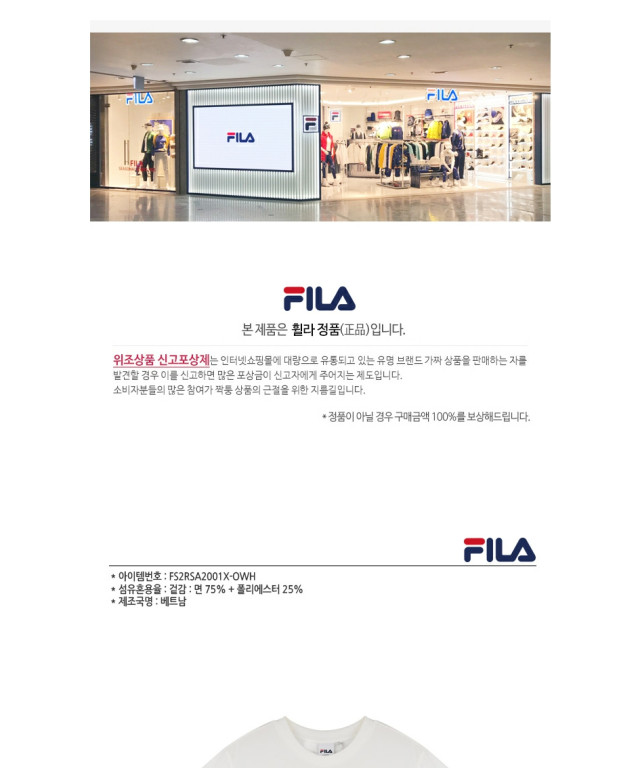 FILA
FILA
FILA
FILA
FILA
본 제품은 휠라 정품(正品)입니다.
위조상품 신고포상제는 인터넷쇼핑몰에 대량으로 유통되고 있는 유명 브랜드 가짜 상품을 판매하는 자를
발견할 경우 이를 신고하면 많은 포상금이 신고자에게 주어지는 제도입니다.
소비자분들의 많은 참여가 짝퉁 상품의 근절을 위한 지름길입니다.
* 정품이 아닐 경우 구매금액 100%를 보상해드립니다.
FILA
* 아이템번호 : FS2RSA2001X-OWH
* 섬유혼용율 : 겉감 : 면 75% + 폴리에스터 25%
* 제조국명 : 베트남
FILA